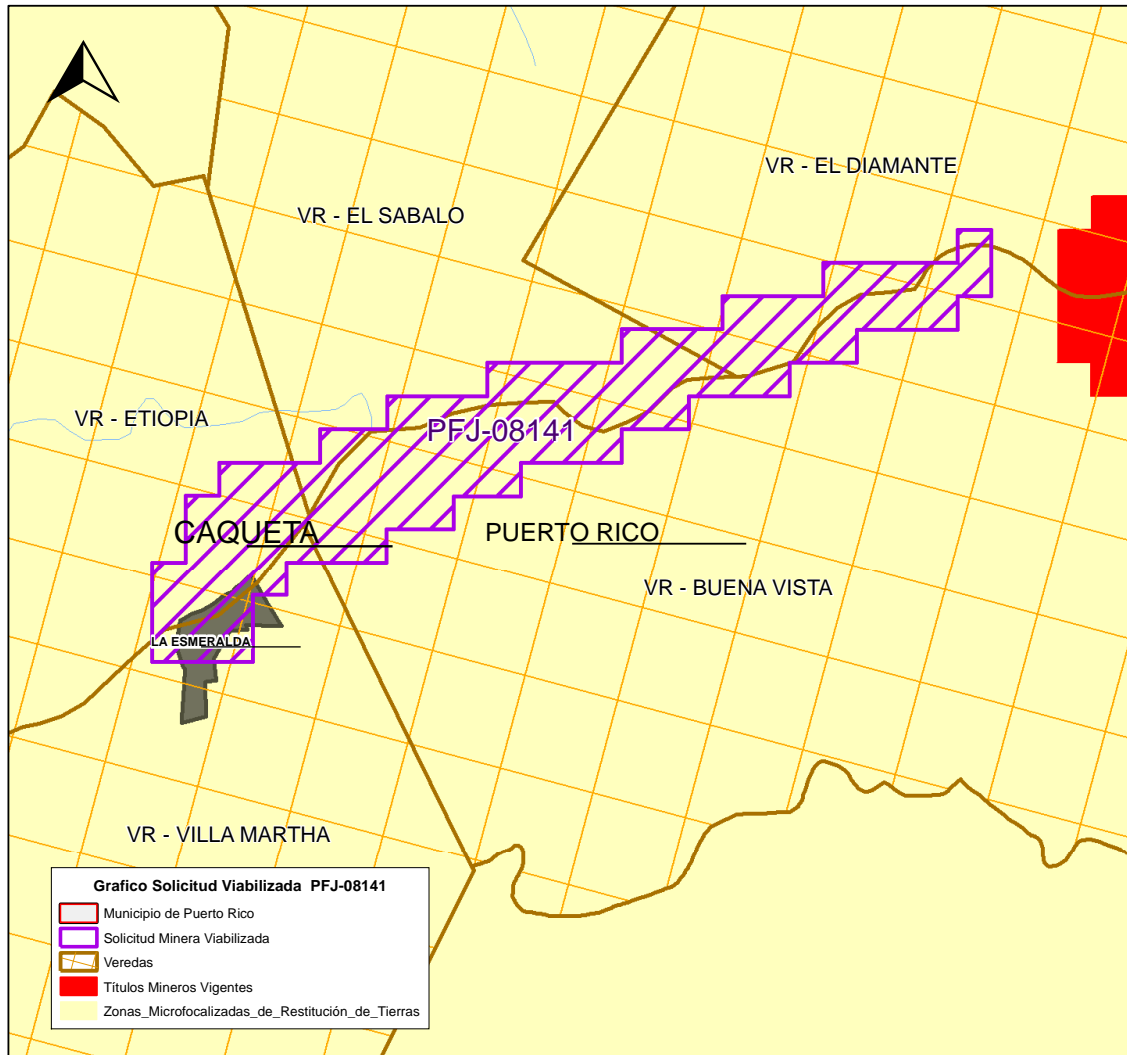 VR - EL DIAMANTE
VR - EL SABALO
VR - ETIOPIA
PFJ-08141
CAQUETA
PUERTO RICO
VR - BUENA VISTA
LA ESMERALDA
VR - VILLA MARTHA
Grafico Solicitud Viabilizada PFJ-08141
Municipio de Puerto Rico
Solicitud Minera Viabilizada
Veredas
Títulos Mineros Vigentes
Zonas_Microfocalizadas_de_Restitución_de_Tierras